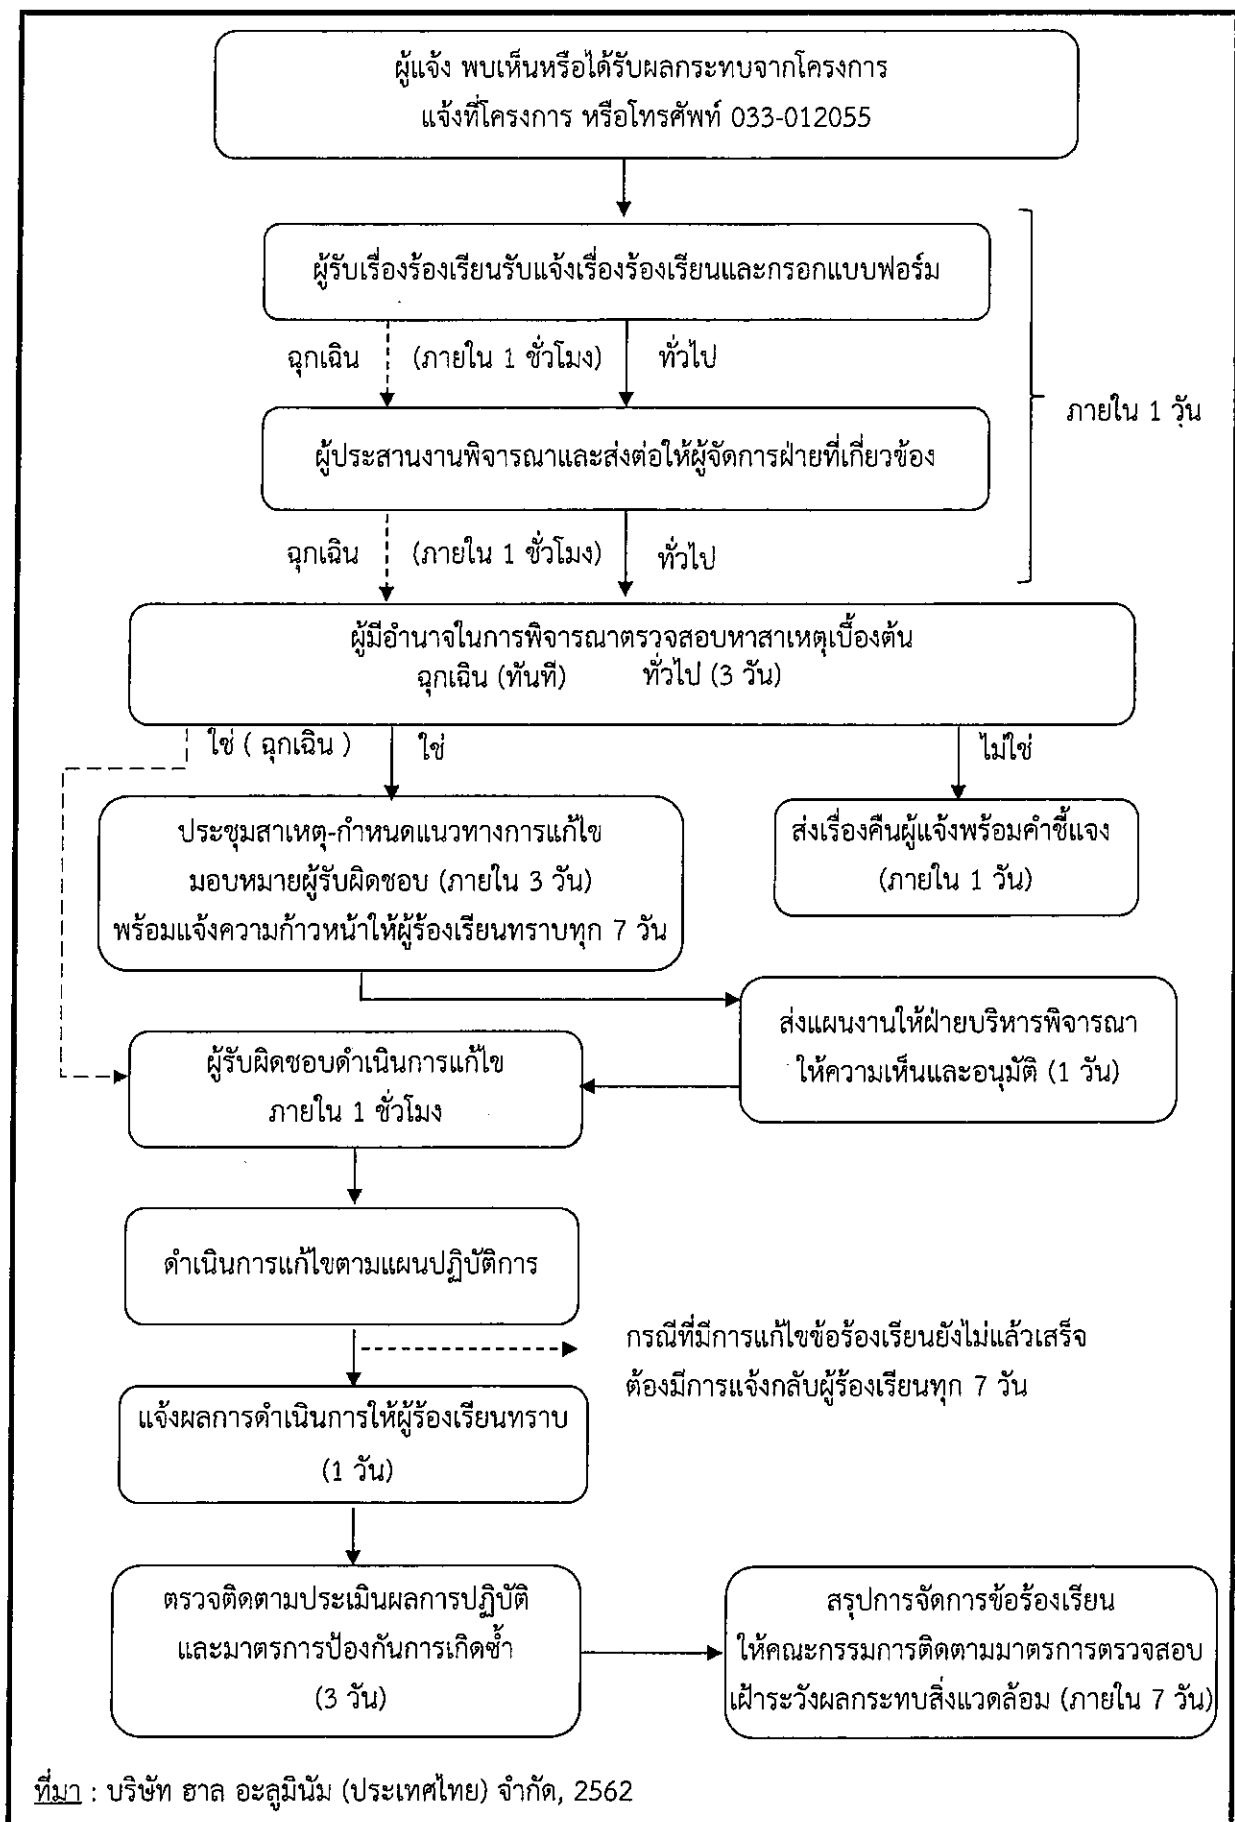 ผู้แจ้ง พบเห็นหรือได้รับผลกระทบจากโครงการ
แจ้งที่โครงการ หรือโทรศัพท์ 033-012055
ผู้รับเรื่องร้องเรียนรับแจ้งเรื่องร้องเรียนและกรอกแบบฟอร์ม
ฉุกเฉิน (ภายใน 1 ชั่วโมง) ทั่วไป
ภายใน 1 วัน
ผู้ประสานงานพิจารณาและส่งต่อให้ผู้จัดการฝ่ายที่เกี่ยวข้อง
ฉุกเฉิน (ภายใน 1 ชั่วโมง) ทั่วไป
ผู้มีอำนาจในการพิจารณาตรวจสอบหาสาเหตุเบื้องต้น
ฉุกเฉิน (ทันที) ทั่วไป (3 วัน)
ใช่ ( ฉุกเฉิน ) ใช่ ไม่ใช่
ประชุมสาเหตุ-กำหนดแนวทางการแก้ไข
มอบหมายผู้รับผิดชอบ (ภายใน 3 วัน)
พร้อมแจ้งความก้าวหน้าให้ผู้ร้องเรียนทราบทุก 7 วัน
ส่งเรื่องคืนผู้แจ้งพร้อมคำชี้แจง
(ภายใน 1 วัน)
ส่งแผนงานให้ฝ่ายบริหารพิจารณา
ให้ความเห็นและอนุมัติ (1 วัน)
ผู้รับผิดชอบดำเนินการแก้ไข
ภายใน 1 ชั่วโมง
ดำเนินการแก้ไขตามแผนปฏิบัติการ
กรณีที่มีการแก้ไขข้อร้องเรียนยังไม่แล้วเสร็จ
ต้องมีการแจ้งกลับผู้ร้องเรียนทุก 7 วัน
แจ้งผลการดำเนินการให้ผู้ร้องเรียนทราบ
(1 วัน)
ตรวจติดตามประเมินผลการปฏิบัติ
และมาตรการป้องกันการเกิดซ้ำ
(3 วัน)
สรุปการจัดการข้อร้องเรียน
ให้คณะกรรมการติดตามมาตรการตรวจสอบ
เฝ้าระวังผลกระทบสิ่งแวดล้อม (ภายใน 7 วัน)
ที่มา : บริษัท ฮาล อะลูมินัม (ประเทศไทย) จำกัด, 2562